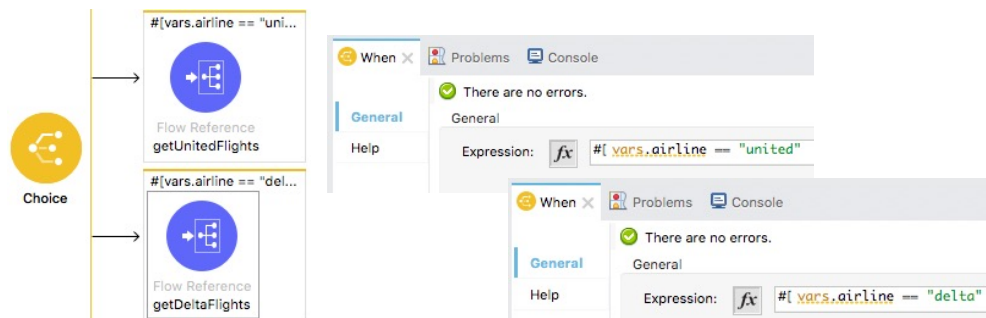 #[vars.airline == "uni...
Flow Reference
getUnitedFlights
Choice
#[vars.airline == "del...
Flow Reference
getDeltaFlights
When Problems Console
There are no errors.
General General
Help Expression: fx #[ vars.airline == "united"
When Problems Console
There are no errors.
General General
Help Expression: fx #[ vars.airline == "delta"